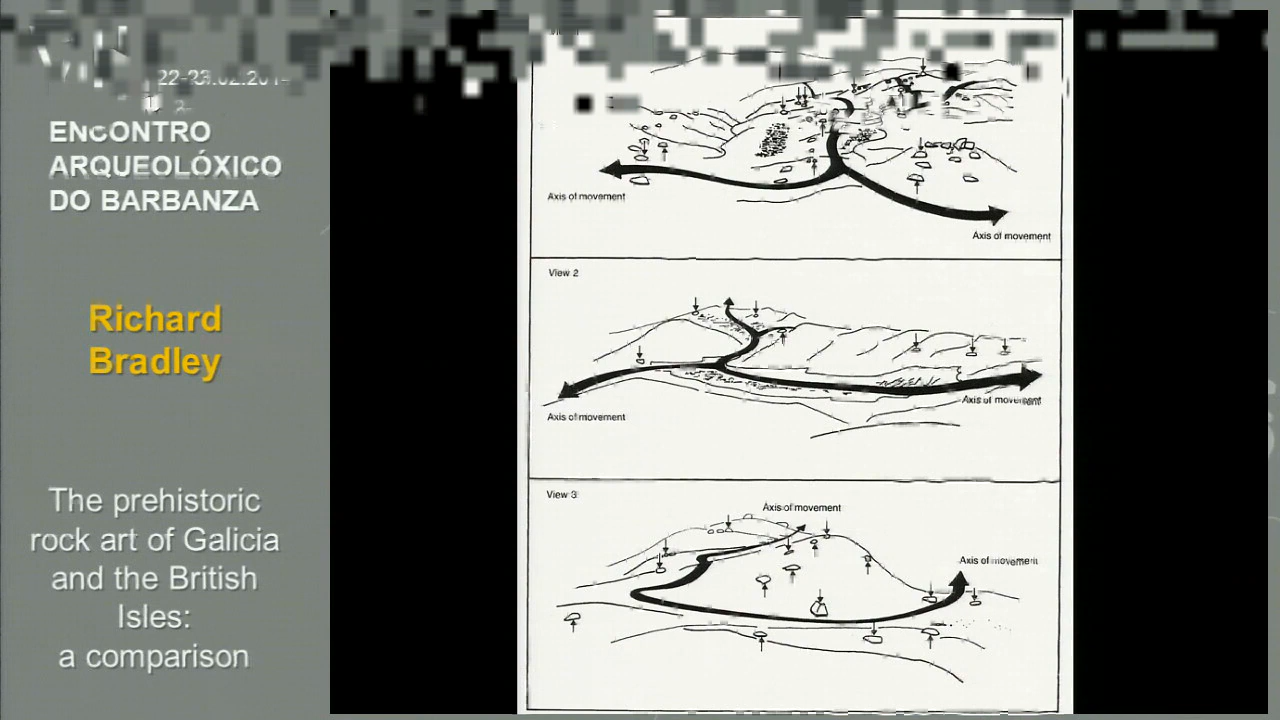 ENCONTRO
ARQUEOLÓXICO
DO BARBANZA
Richard
Bradley
The prehistoric
rock art of Galicia
and the British
Isles:
a comparison
Axis of movement
Axis of movement
View 2
Axis of movement
Axis of movement
View 3
Axis of movement
Axis of movement